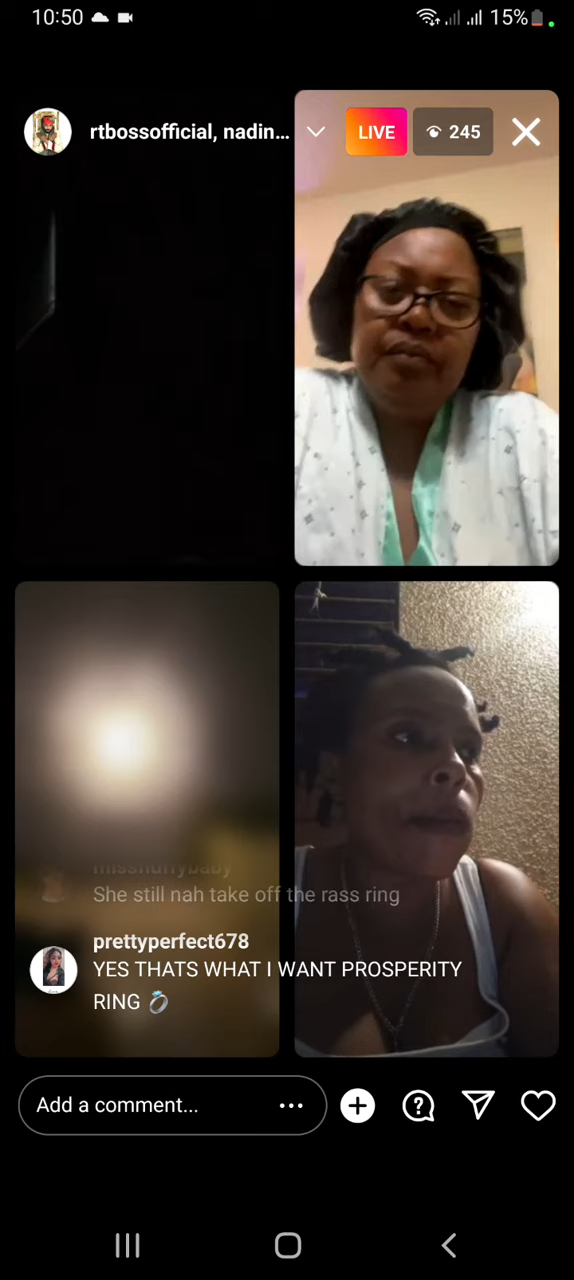 10:50
15%
rtbossofficial, nadin...
LIVE
245
misshuffybaby
She still nah take off the rass ring
prettyperfect678
YES THATS WHAT I WANT PROSPERITY
RING 💍
Add a comment...